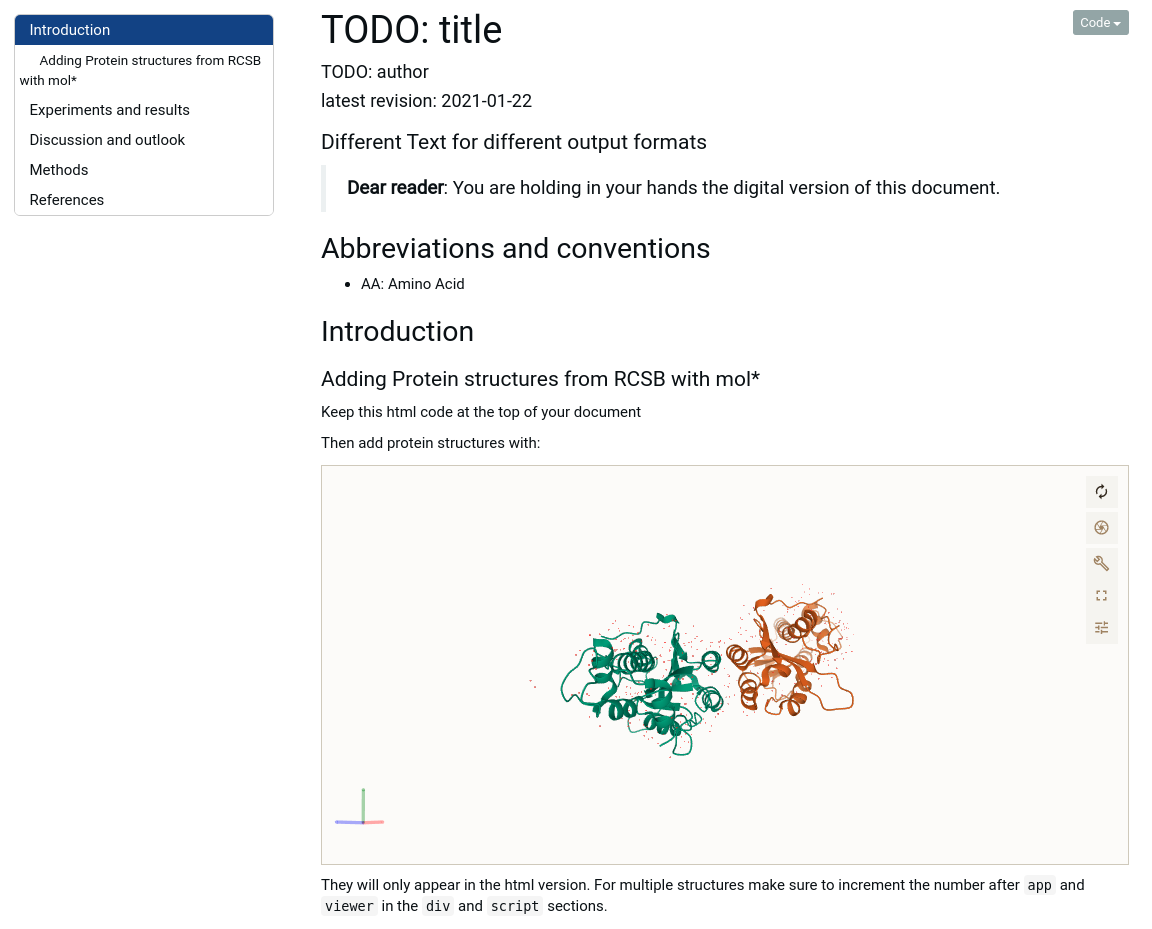 Introduction
Adding Protein structures from RCSB
with mol*
Experiments and results
Discussion and outlook
Methods
References
TODO: title
Code
TODO: author
latest revision: 2021-01-22
Different Text for different output formats
Dear reader: You are holding in your hands the digital version of this document.
Abbreviations and conventions
• AA: Amino Acid
Introduction
Adding Protein structures from RCSB with mol*
Keep this html code at the top of your document
Then add protein structures with:
They will only appear in the html version. For multiple structures make sure to increment the number after app and
viewer in the div and script sections.